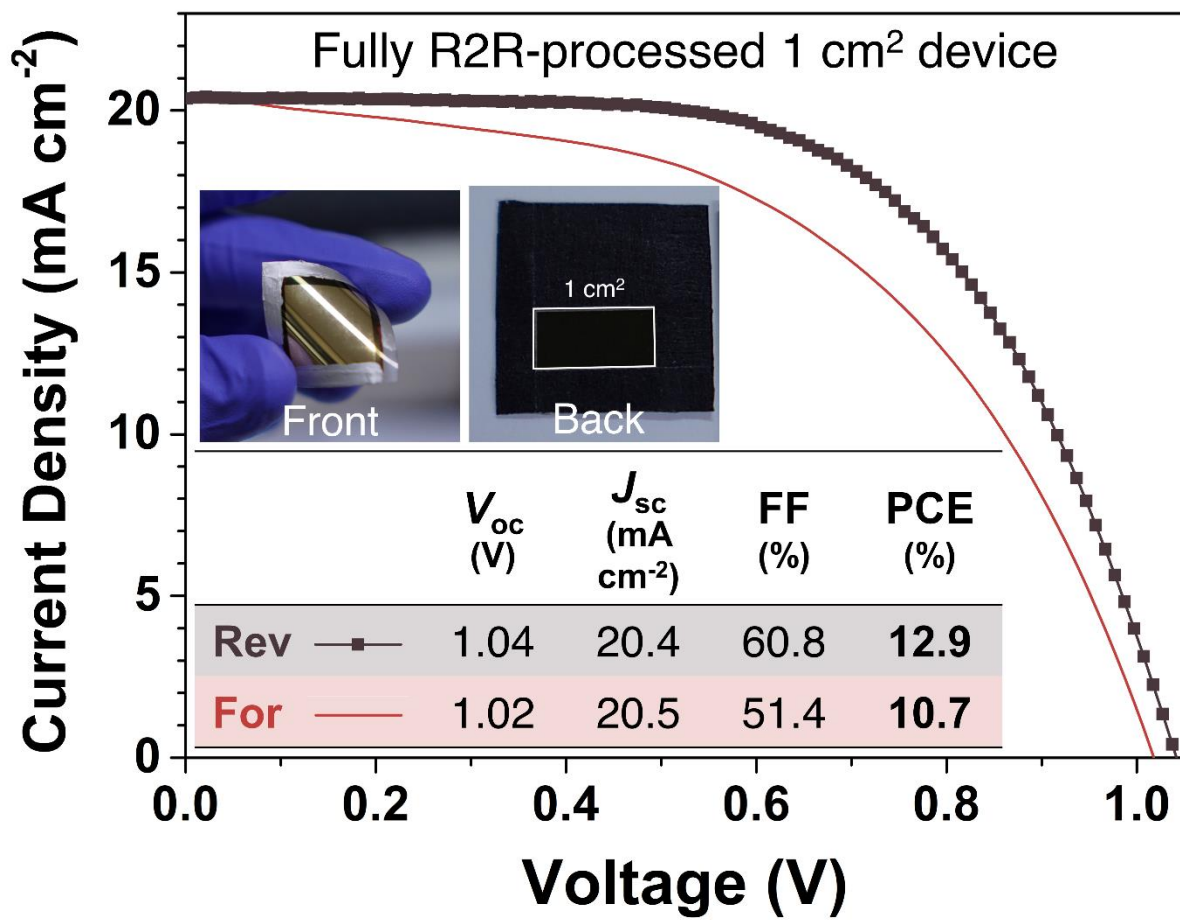 Fully R2R-processed 1 cm² device
Current Density (mA cm⁻²)
20
15
10
5
0
1 cm²
Front
Back
V_oc (V) J_sc (mA cm⁻²) FF (%) PCE (%)
Rev 1.04 20.4 60.8 12.9
For 1.02 20.5 51.4 10.7
0.0 0.2 0.4 0.6 0.8 1.0
Voltage (V)